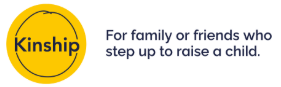 Kinship
For family or friends who
step up to raise a child.